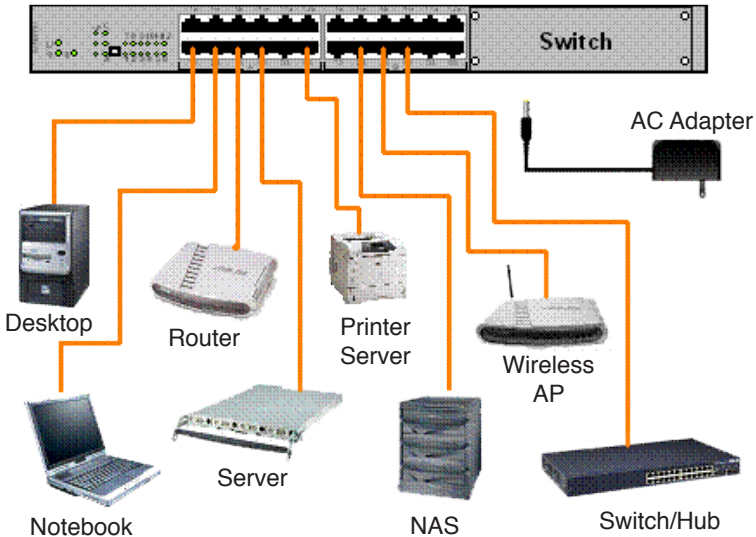 Switch
AC Adapter
Desktop
Router
Printer
Server
Wireless
AP
Notebook
Server
NAS
Switch/Hub